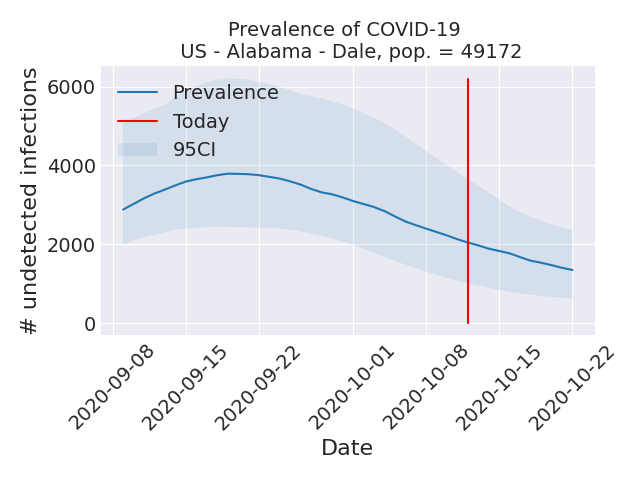 Prevalence of COVID-19
US - Alabama - Dale, pop. = 49172
# undetected infections
6000
4000
2000
0
Prevalence
Today
95CI
2020-09-08
2020-09-15
2020-09-22
2020-10-01
2020-10-08
2020-10-15
2020-10-22
Date